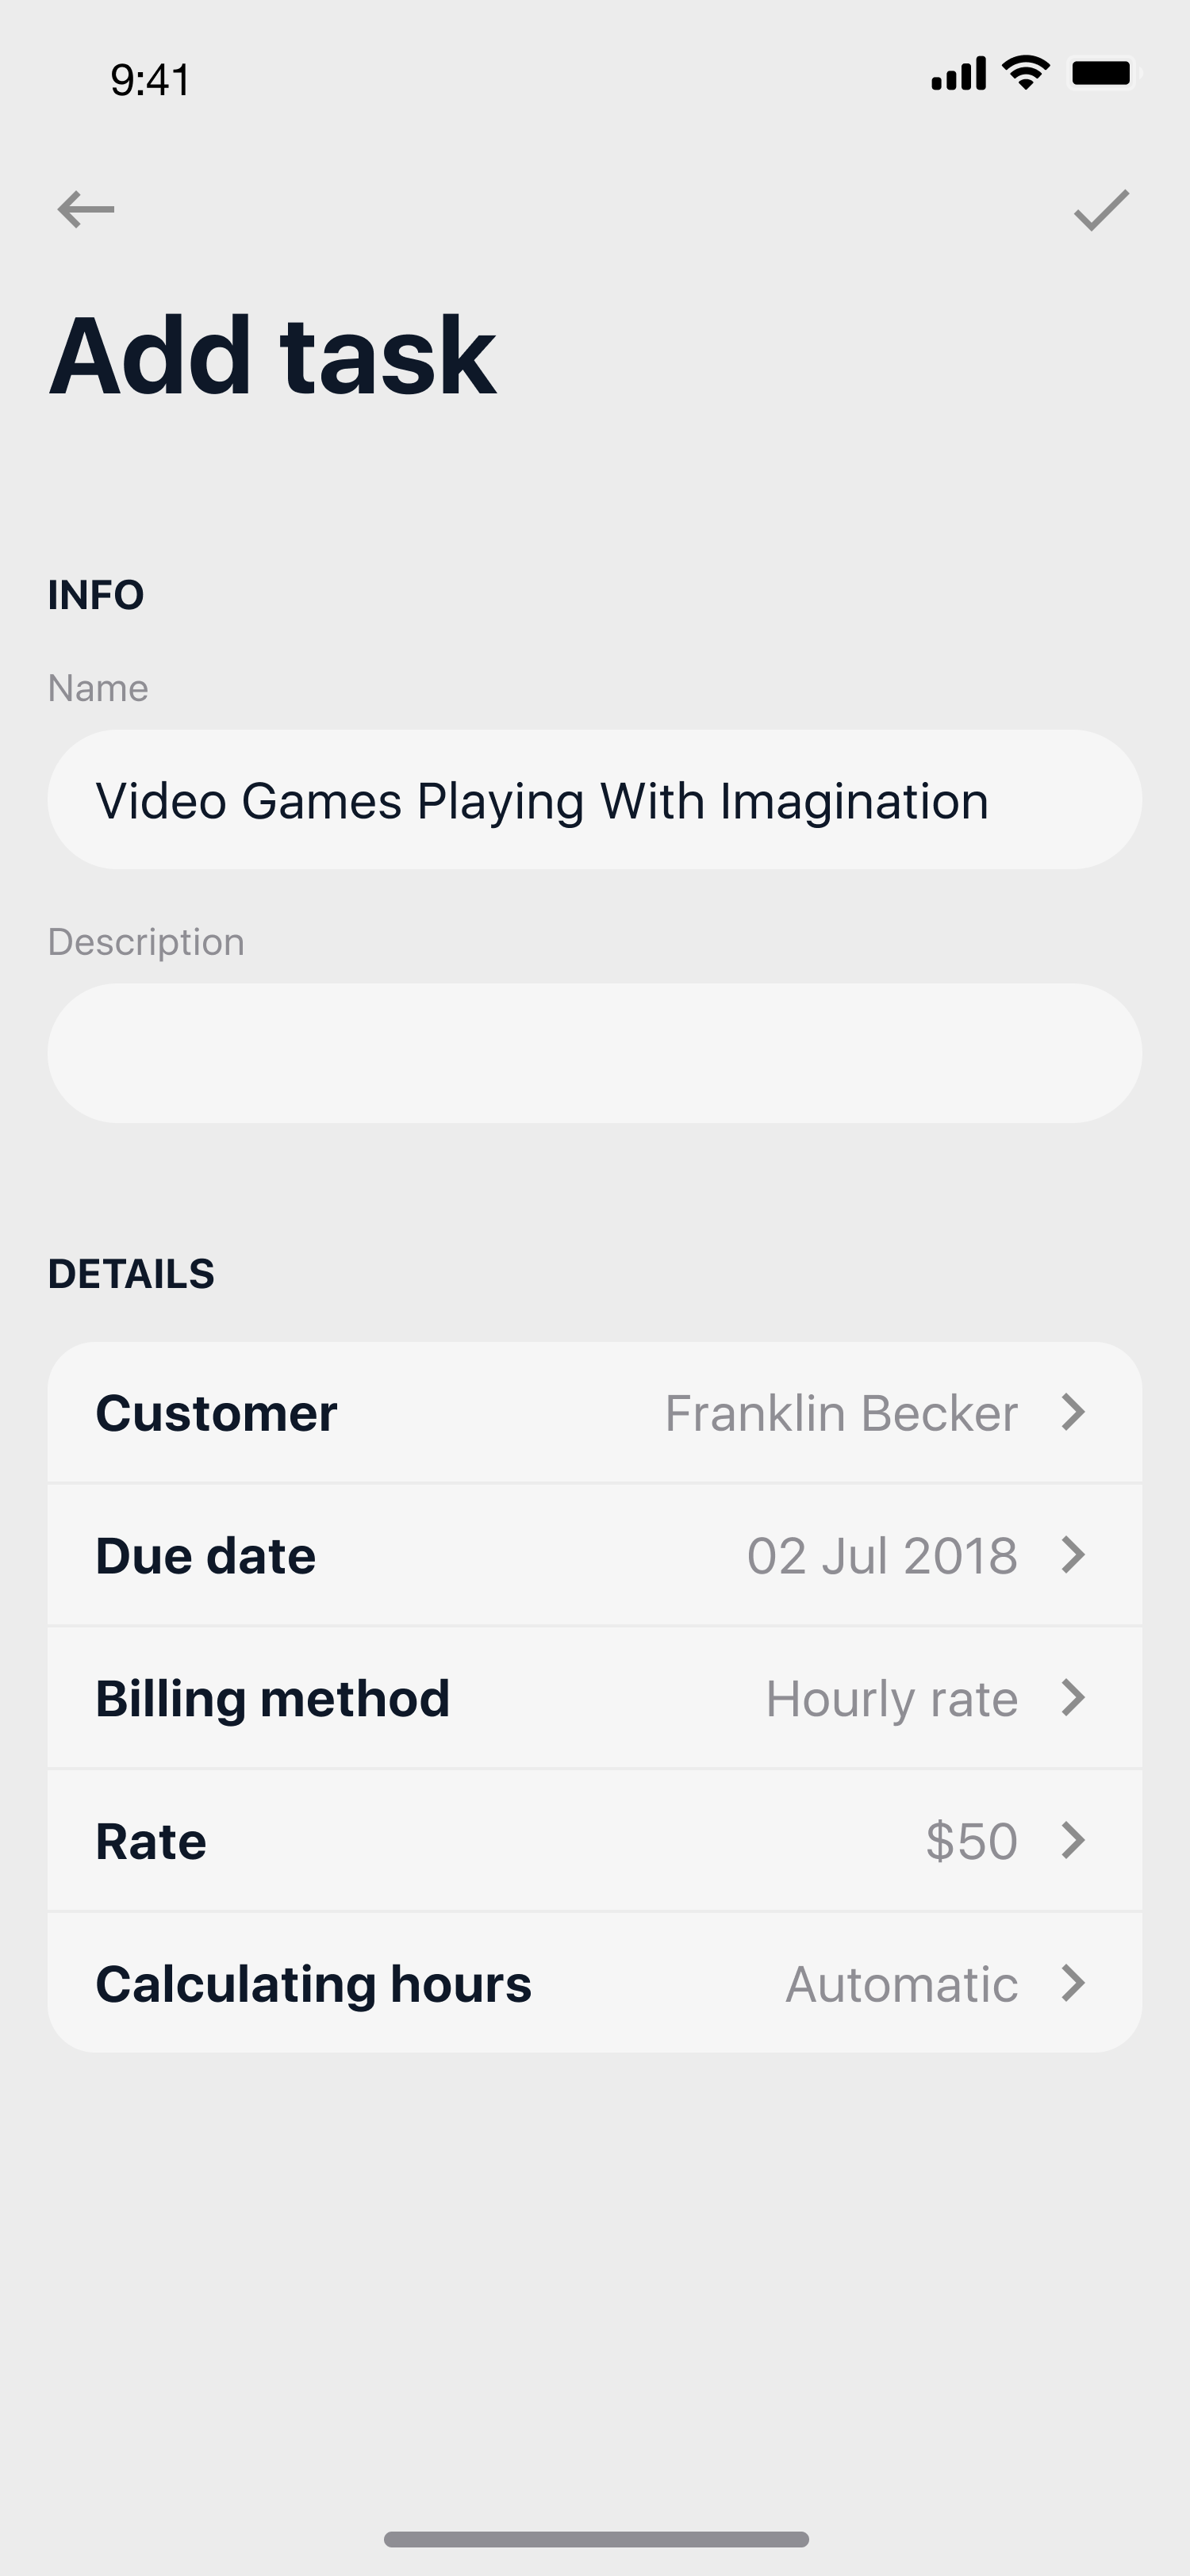 9:41
Add task
INFO
Name
Video Games Playing With Imagination
Description
DETAILS
Customer Franklin Becker
Due date 02 Jul 2018
Billing method Hourly rate
Rate $50
Calculating hours Automatic